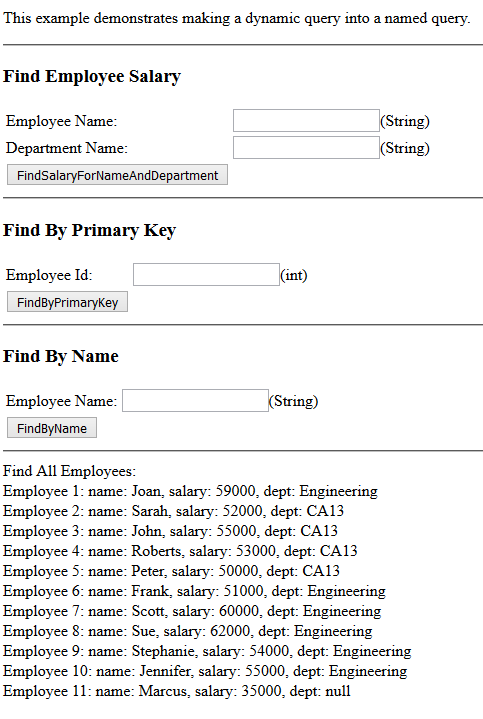 This example demonstrates making a dynamic query into a named query.
Find Employee Salary
Employee Name: (String)
Department Name: (String)
FindSalaryForNameAndDepartment
Find By Primary Key
Employee Id: (int)
FindByPrimaryKey
Find By Name
Employee Name: (String)
FindByName
Find All Employees:
Employee 1: name: Joan, salary: 59000, dept: Engineering
Employee 2: name: Sarah, salary: 52000, dept: CA13
Employee 3: name: John, salary: 55000, dept: CA13
Employee 4: name: Roberts, salary: 53000, dept: CA13
Employee 5: name: Peter, salary: 50000, dept: CA13
Employee 6: name: Frank, salary: 51000, dept: Engineering
Employee 7: name: Scott, salary: 60000, dept: Engineering
Employee 8: name: Sue, salary: 62000, dept: Engineering
Employee 9: name: Stephanie, salary: 54000, dept: Engineering
Employee 10: name: Jennifer, salary: 55000, dept: Engineering
Employee 11: name: Marcus, salary: 35000, dept: null